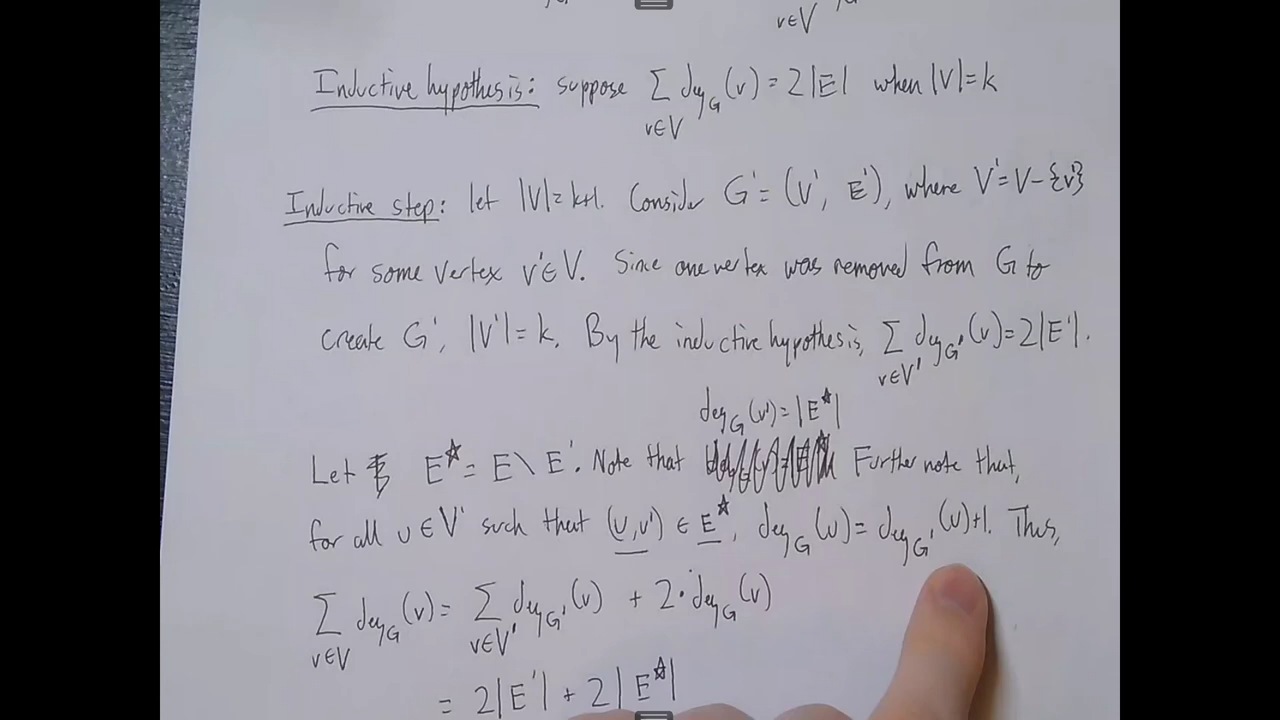 v∈V
Inductive hypothesis: suppose ∑ deg_G(v) = 2|E| when |V|=k
v∈V
Inductive step: let |V|=k+1. Consider G'=(V', E'), where V'=V-{v'}
for some vertex v'∈V. Since one vertex was removed from G to
create G', |V'|=k. By the inductive hypothesis, ∑ deg_G'(v)=2|E'|.
v∈V'
deg_G(v')=|E☆|
Let E☆=E\E'. Note that Further note that,
for all u∈V' such that (u,v')∈E☆, deg_G(u)=deg_G'(u)+1. Thus,
∑ deg_G(v)= ∑ deg_G'(v) + 2·deg_G(v)
v∈V v∈V'
= 2|E'| + 2|E☆|